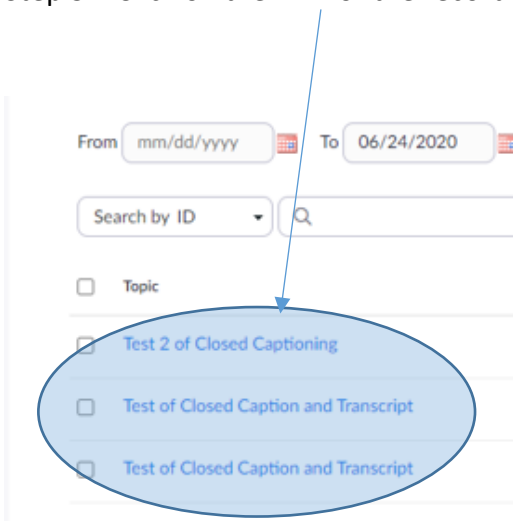 From mm/dd/yyyy To 06/24/2020
Search by ID
Topic
Test 2 of Closed Captioning
Test of Closed Caption and Transcript
Test of Closed Caption and Transcript